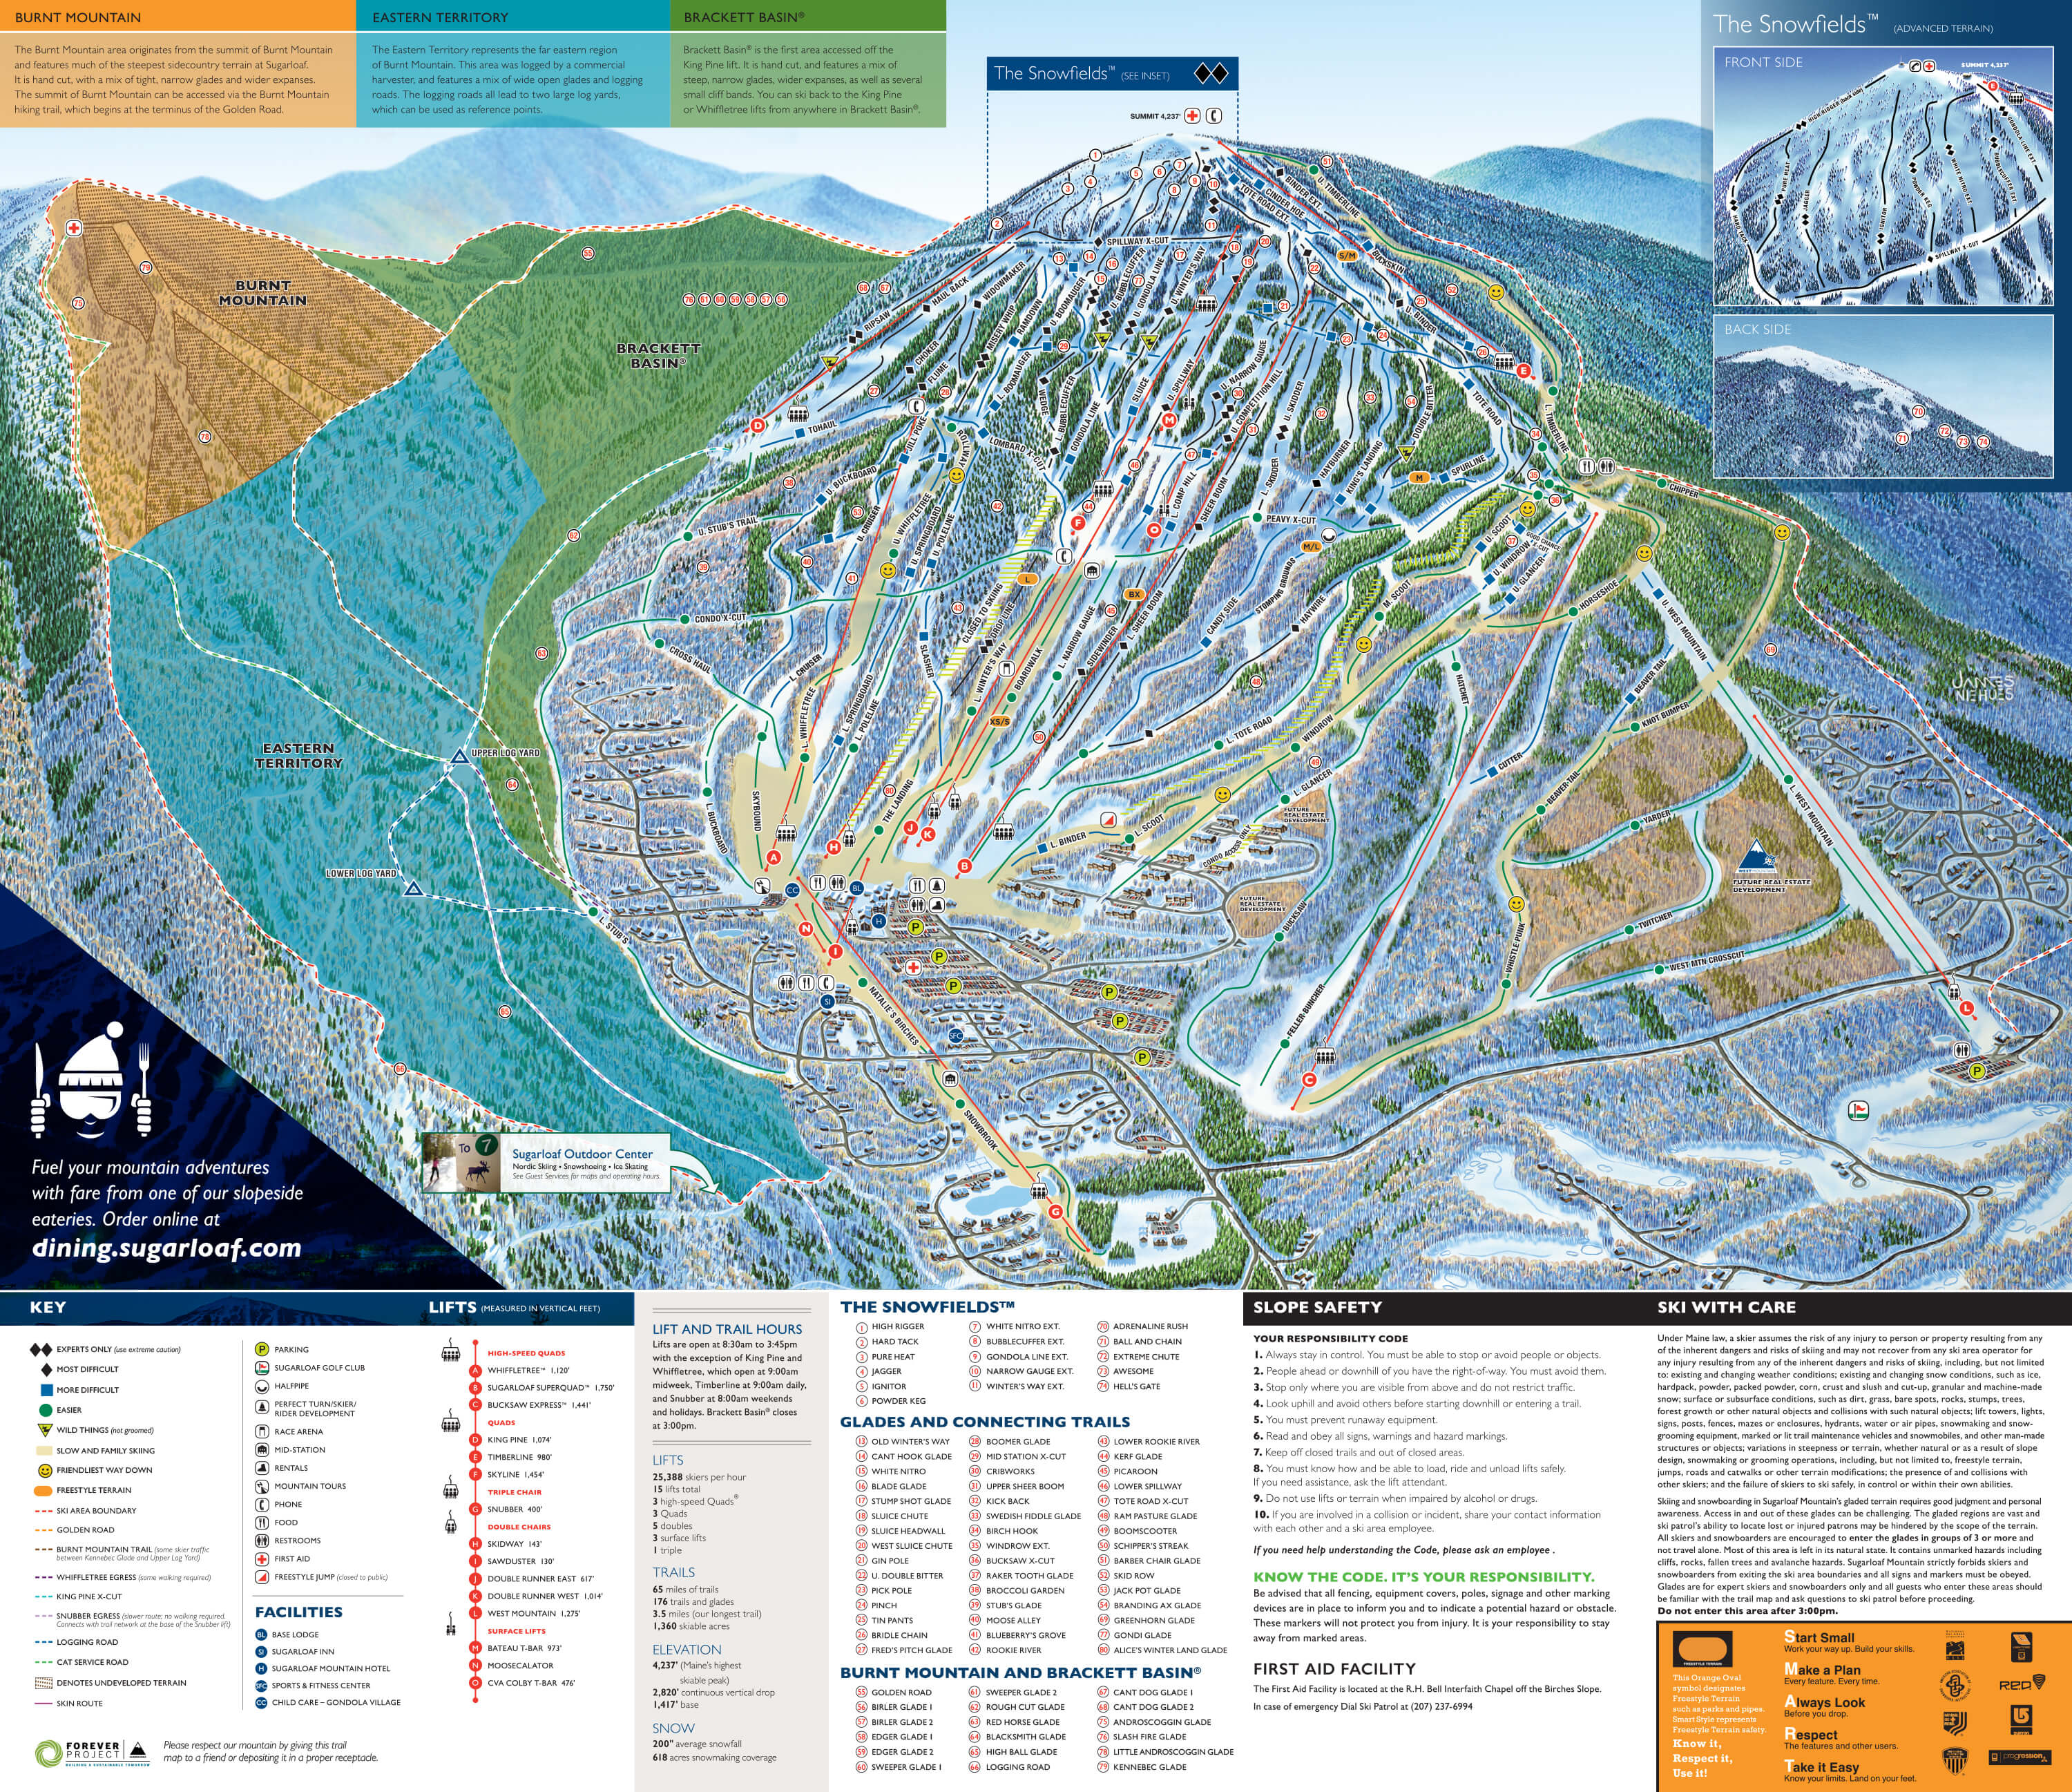 BURNT MOUNTAIN
The Burnt Mountain area originates from the summit of Burnt Mountain
and features much of the steepest sidecountry terrain at Sugarloaf.
It is hand cut, with a mix of tight, narrow glades and wider expanses.
The summit of Burnt Mountain can be accessed via the Burnt Mountain
hiking trail, which begins at the terminus of the Golden Road.
EASTERN TERRITORY
The Eastern Territory represents the far eastern region
of Burnt Mountain. This area was logged by a commercial
harvester, and features a mix of wide open glades and logging
roads. The logging roads all lead to two large log yards,
which can be used as reference points.
BRACKETT BASIN®
Brackett Basin® is the first area accessed off the
King Pine lift. It is hand cut, and features a mix of
steep, narrow glades, wider expanses, as well as several
small cliff bands. You can ski back to the King Pine
or Whiffletree lifts from anywhere in Brackett Basin®.
The Snowfields™ (SEE INSET)
SUMMIT 4,237'
The Snowfields™ (ADVANCED TERRAIN)
FRONT SIDE
SUMMIT 4,237'
HIGH RIGGER (back side)
HARD TACK
PURE HEAT
JAGGER
IGNITOR
POWDER KEG
WHITE NITRO EXT.
BUBBLECUFFER EXT.
GONDOLA LINE EXT.
SPILLWAY X-CUT
BACK SIDE
70
71
72
73
74
BURNT
MOUNTAIN
BRACKETT
BASIN®
EASTERN
TERRITORY
UPPER LOG YARD
LOWER LOG YARD
76 61 60 59 58 57 56
SPILLWAY X-CUT
TOTE ROAD EXT.
CINDER HOE
BINDER EXT.
U. TIMBERLINE
BUCKSKIN
U. BINDER
S/M
RIPSAW
HAUL BACK
WIDOWMAKER
MISERY WHIP
RAMDOWN
U. BOOMAUGER
U. BUBBLECUFFER
U. GONDOLA LINE
U. WINTER'S WAY
CHOKER
FLUME
L. BOOMAUGER
WEDGE
L. BUBBLECUFFER
GONDOLA LINE
SLUICE
U. SPILLWAY
U. NARROW GAUGE
U. COMPETITION HILL
U. SKIDDER
DOUBLE BITTER
TOTE ROAD
L. TIMBERLINE
TOHAUL
PULL POKE
ROLLWAY
LOMBARD X-CUT
U. BUCKBOARD
U. STUB'S TRAIL
U. CRUISER
U. WHIFFLETREE
U. SPRINGBOARD
U. POLELINE
L. COMP HILL
SHEER BOOM
L. SKIDDER
HAYBURNER
KING'S LANDING
SPURLINE
M
PEAVY X-CUT
M/L
CHIPPER
U. SCOOT
U. WINDROW
GOOD CHANCE
X-CUT
U. GLANCER
M. SCOOT
HORSESHOE
U. WEST MOUNTAIN
STOMPING GROUNDS
HAYWIRE
CANDY SIDE
BX
L
CONDO X-CUT
CROSS HAUL
L. CRUISER
SLASHER
CLOSED TO SKIING
DROPLINE
L. WINTER'S WAY
BOARDWALK
L. NARROW GAUGE
SIDEWINDER
L. SHEER BOOM
XS/S
L. WHIFFLETREE
L. SPRINGBOARD
L. POLELINE
L. TOTE ROAD
WINDROW
HATCHET
BEAVER TAIL
KNOT BUMPER
CUTTER
BEAVER TAIL
YARDER
L. WEST MOUNTAIN
SKYBOUND
L. BUCKBOARD
THE LANDING
L. BINDER
L. SCOOT
L. GLANCER
CONDO ACCESS ONLY
FUTURE
REAL ESTATE
DEVELOPMENT
FUTURE
REAL ESTATE
DEVELOPMENT
FUTURE REAL ESTATE
DEVELOPMENT
BUCKSAW
WHISTLE PUNK
TWITCHER
WEST MTN CROSSCUT
FELLER-BUNCHER
L. STUB'S
NATALIE'S BIRCHES
SNOWBROOK
JAMES
NIEHUES
TO 7
Sugarloaf Outdoor Center
Nordic Skiing • Snowshoeing • Ice Skating
See Guest Services for maps and operating hours.
Fuel your mountain adventures
with fare from one of our slopeside
eateries. Order online at
dining.sugarloaf.com
KEY
EXPERTS ONLY (use extreme caution)
MOST DIFFICULT
MORE DIFFICULT
EASIER
WILD THINGS (not groomed)
SLOW AND FAMILY SKIING
FRIENDLIEST WAY DOWN
FREESTYLE TERRAIN
SKI AREA BOUNDARY
GOLDEN ROAD
BURNT MOUNTAIN TRAIL (some skier traffic
between Kennebec Glade and Upper Log Yard)
WHIFFLETREE EGRESS (some walking required)
KING PINE X-CUT
SNUBBER EGRESS (slower route; no walking required.
Connects with trail network at the base of the Snubber lift)
LOGGING ROAD
CAT SERVICE ROAD
DENOTES UNDEVELOPED TERRAIN
SKIN ROUTE
PARKING
SUGARLOAF GOLF CLUB
HALFPIPE
PERFECT TURN/SKIER/
RIDER DEVELOPMENT
RACE ARENA
MID-STATION
RENTALS
MOUNTAIN TOURS
PHONE
FOOD
RESTROOMS
FIRST AID
FREESTYLE JUMP (closed to public)
FACILITIES
BL BASE LODGE
SI SUGARLOAF INN
H SUGARLOAF MOUNTAIN HOTEL
SFC SPORTS & FITNESS CENTER
CC CHILD CARE – GONDOLA VILLAGE
FOREVER
PROJECT
BUILDING A SUSTAINABLE TOMORROW
Please respect our mountain by giving this trail
map to a friend or depositing it in a proper receptacle.
LIFTS (MEASURED IN VERTICAL FEET)
HIGH-SPEED QUADS
A WHIFFLETREE™ 1,120'
B SUGARLOAF SUPERQUAD™ 1,750'
C BUCKSAW EXPRESS™ 1,441'
QUADS
D KING PINE 1,074'
E TIMBERLINE 980'
F SKYLINE 1,454'
TRIPLE CHAIR
G SNUBBER 400'
DOUBLE CHAIRS
H SKIDWAY 143'
I SAWDUSTER 130'
J DOUBLE RUNNER EAST 617'
K DOUBLE RUNNER WEST 1,014'
L WEST MOUNTAIN 1,275'
SURFACE LIFTS
M BATEAU T-BAR 973'
N MOOSECALATOR
O CVA COLBY T-BAR 476'
LIFT AND TRAIL HOURS
Lifts are open at 8:30am to 3:45pm
with the exception of King Pine and
Whiffletree, which open at 9:00am
midweek, Timberline at 9:00am daily,
and Snubber at 8:00am weekends
and holidays. Brackett Basin® closes
at 3:00pm.
LIFTS
25,388 skiers per hour
15 lifts total
3 high-speed Quads®
3 Quads
5 doubles
3 surface lifts
1 triple
TRAILS
65 miles of trails
176 trails and glades
3.5 miles (our longest trail)
1,360 skiable acres
ELEVATION
4,237' (Maine's highest
skiable peak)
2,820' continuous vertical drop
1,417' base
SNOW
200" average snowfall
618 acres snowmaking coverage
THE SNOWFIELDS™
1 HIGH RIGGER
2 HARD TACK
3 PURE HEAT
4 JAGGER
5 IGNITOR
6 POWDER KEG
7 WHITE NITRO EXT.
8 BUBBLECUFFER EXT.
9 GONDOLA LINE EXT.
10 NARROW GAUGE EXT.
11 WINTER'S WAY EXT.
70 ADRENALINE RUSH
71 BALL AND CHAIN
72 EXTREME CHUTE
73 AWESOME
74 HELL'S GATE
GLADES AND CONNECTING TRAILS
13 OLD WINTER'S WAY
14 CANT HOOK GLADE
15 WHITE NITRO
16 BLADE GLADE
17 STUMP SHOT GLADE
18 SLUICE CHUTE
19 SLUICE HEADWALL
20 WEST SLUICE CHUTE
21 GIN POLE
22 U. DOUBLE BITTER
23 PICK POLE
24 PINCH
25 TIN PANTS
26 BRIDLE CHAIN
27 FRED'S PITCH GLADE
28 BOOMER GLADE
29 MID STATION X-CUT
30 CRIBWORKS
31 UPPER SHEER BOOM
32 KICK BACK
33 SWEDISH FIDDLE GLADE
34 BIRCH HOOK
35 WINDROW EXT.
36 BUCKSAW X-CUT
37 RAKER TOOTH GLADE
38 BROCCOLI GARDEN
39 STUB'S GLADE
40 MOOSE ALLEY
41 BLUEBERRY'S GROVE
42 ROOKIE RIVER
43 LOWER ROOKIE RIVER
44 KERF GLADE
45 PICAROON
46 LOWER SPILLWAY
47 TOTE ROAD X-CUT
48 RAM PASTURE GLADE
49 BOOMSCOOTER
50 SCHIPPER'S STREAK
51 BARBER CHAIR GLADE
52 SKID ROW
53 JACK POT GLADE
54 BRANDING AX GLADE
69 GREENHORN GLADE
77 GONDI GLADE
80 ALICE'S WINTER LAND GLADE
BURNT MOUNTAIN AND BRACKETT BASIN®
55 GOLDEN ROAD
56 BIRLER GLADE 1
57 BIRLER GLADE 2
58 EDGER GLADE 1
59 EDGER GLADE 2
60 SWEEPER GLADE 1
61 SWEEPER GLADE 2
62 ROUGH CUT GLADE
63 RED HORSE GLADE
64 BLACKSMITH GLADE
65 HIGH BALL GLADE
66 LOGGING ROAD
67 CANT DOG GLADE 1
68 CANT DOG GLADE 2
75 ANDROSCOGGIN GLADE
76 SLASH FIRE GLADE
78 LITTLE ANDROSCOGGIN GLADE
79 KENNEBEC GLADE
SLOPE SAFETY
YOUR RESPONSIBILITY CODE
1. Always stay in control. You must be able to stop or avoid people or objects.
2. People ahead or downhill of you have the right-of-way. You must avoid them.
3. Stop only where you are visible from above and do not restrict traffic.
4. Look uphill and avoid others before starting downhill or entering a trail.
5. You must prevent runaway equipment.
6. Read and obey all signs, warnings and hazard markings.
7. Keep off closed trails and out of closed areas.
8. You must know how and be able to load, ride and unload lifts safely.
If you need assistance, ask the lift attendant.
9. Do not use lifts or terrain when impaired by alcohol or drugs.
10. If you are involved in a collision or incident, share your contact information
with each other and a ski area employee.
If you need help understanding the Code, please ask an employee .
KNOW THE CODE. IT'S YOUR RESPONSIBILITY.
Be advised that all fencing, equipment covers, poles, signage and other marking
devices are in place to inform you and to indicate a potential hazard or obstacle.
These markers will not protect you from injury. It is your responsibility to stay
away from marked areas.
FIRST AID FACILITY
The First Aid Facility is located at the R.H. Bell Interfaith Chapel off the Birches Slope.
In case of emergency Dial Ski Patrol at (207) 237-6994
SKI WITH CARE
Under Maine law, a skier assumes the risk of any injury to person or property resulting from any
of the inherent dangers and risks of skiing and may not recover from any ski area operator for
any injury resulting from any of the inherent dangers and risks of skiing, including, but not limited
to: existing and changing weather conditions; existing and changing snow conditions, such as ice,
hardpack, powder, packed powder, corn, crust and slush and cut-up, granular and machine-made
snow; surface or subsurface conditions, such as dirt, grass, bare spots, rocks, stumps, trees,
forest growth or other natural objects and collisions with such natural objects; lift towers, lights,
signs, posts, fences, mazes or enclosures, hydrants, water or air pipes, snowmaking and snow-
grooming equipment, marked or lit trail maintenance vehicles and snowmobiles, and other man-made
structures or objects; variations in steepness or terrain, whether natural or as a result of slope
design, snowmaking or grooming operations, including, but not limited to, freestyle terrain,
jumps, roads and catwalks or other terrain modifications; the presence of and collisions with
other skiers; and the failure of skiers to ski safely, in control or within their own abilities.
Skiing and snowboarding in Sugarloaf Mountain's gladed terrain requires good judgment and personal
awareness. Access in and out of these glades can be challenging. The gladed regions are vast and
ski patrol's ability to locate lost or injured patrons may be hindered by the scope of the terrain.
All skiers and snowboarders are encouraged to enter the glades in groups of 3 or more and
not travel alone. Most of this area is left in its natural state. It contains unmarked hazards including
cliffs, rocks, fallen trees and avalanche hazards. Sugarloaf Mountain strictly forbids skiers and
snowboarders from exiting the ski area boundaries and all signs and markers must be obeyed.
Glades are for expert skiers and snowboarders only and all guests who enter these areas should
be familiar with the trail map and ask questions to ski patrol before proceeding.
Do not enter this area after 3:00pm.
FREESTYLE TERRAIN
This Orange Oval
symbol designates
Freestyle Terrain
such as parks and pipes.
Smart Style represents
Freestyle Terrain safety.
Know it,
Respect it,
Use it!
Start Small
Work your way up. Build your skills.
Make a Plan
Every feature. Every time.
Always Look
Before you drop.
Respect
The features and other users.
Take it Easy
Know your limits. Land on your feet.
RED
BURTON
progression